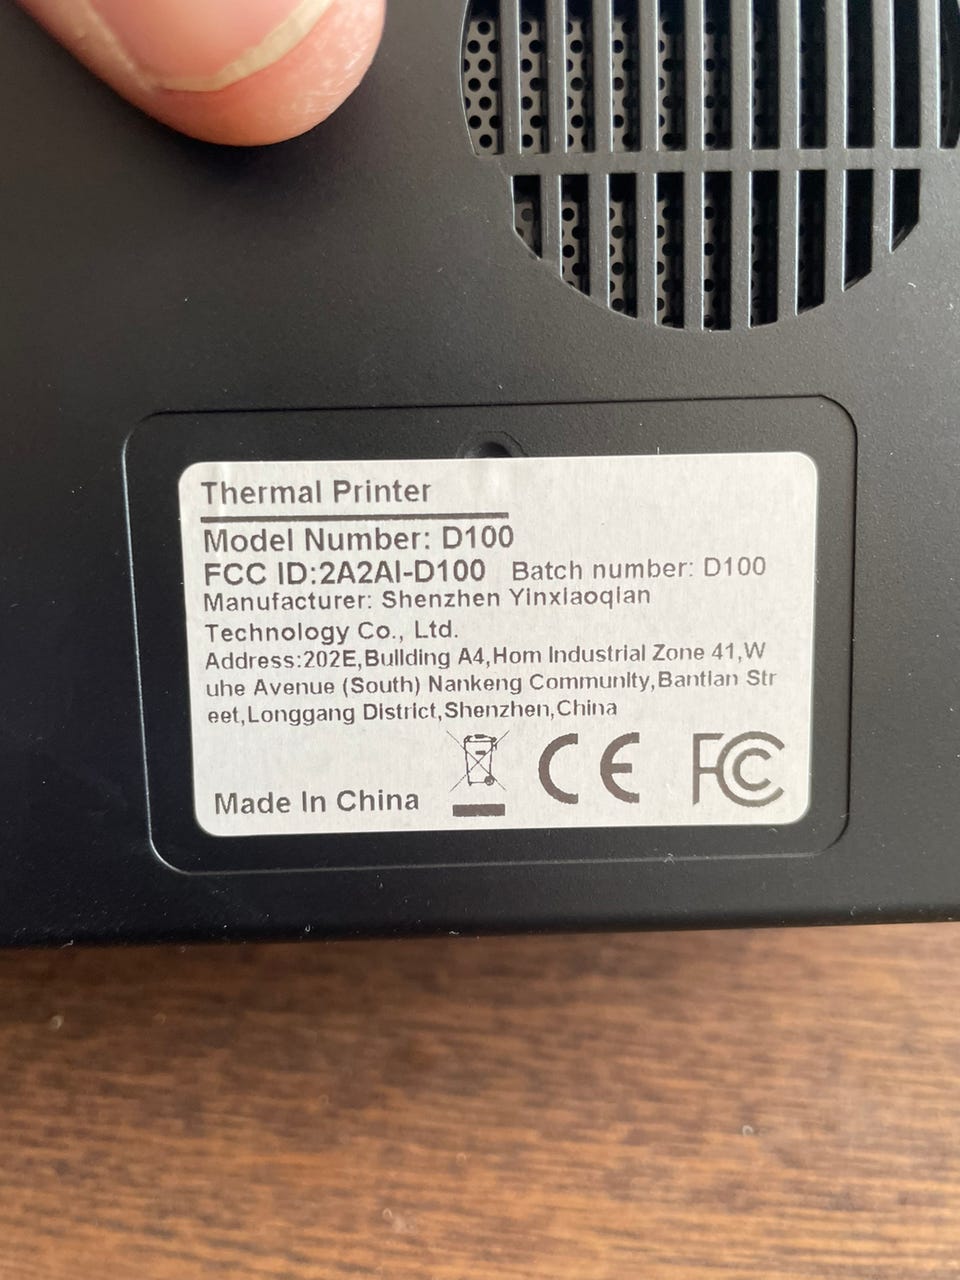 Thermal Printer
Model Number: D100
FCC ID:2A2AI-D100 Batch number: D100
Manufacturer: Shenzhen Yinxiaoqian
Technology Co., Ltd.
Address:202E,Building A4,Hom Industrial Zone 41,W
uhe Avenue (South) Nankeng Community,Bantian Str
eet,Longgang District,Shenzhen,China
Made In China CE FC